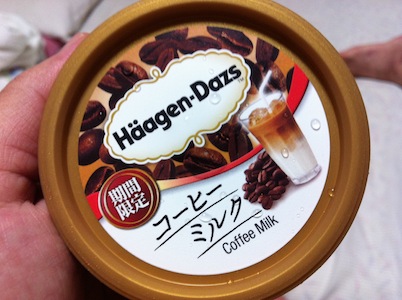 Häagen-Dazs
期間
限定
コーヒー
ミルク
Coffee Milk